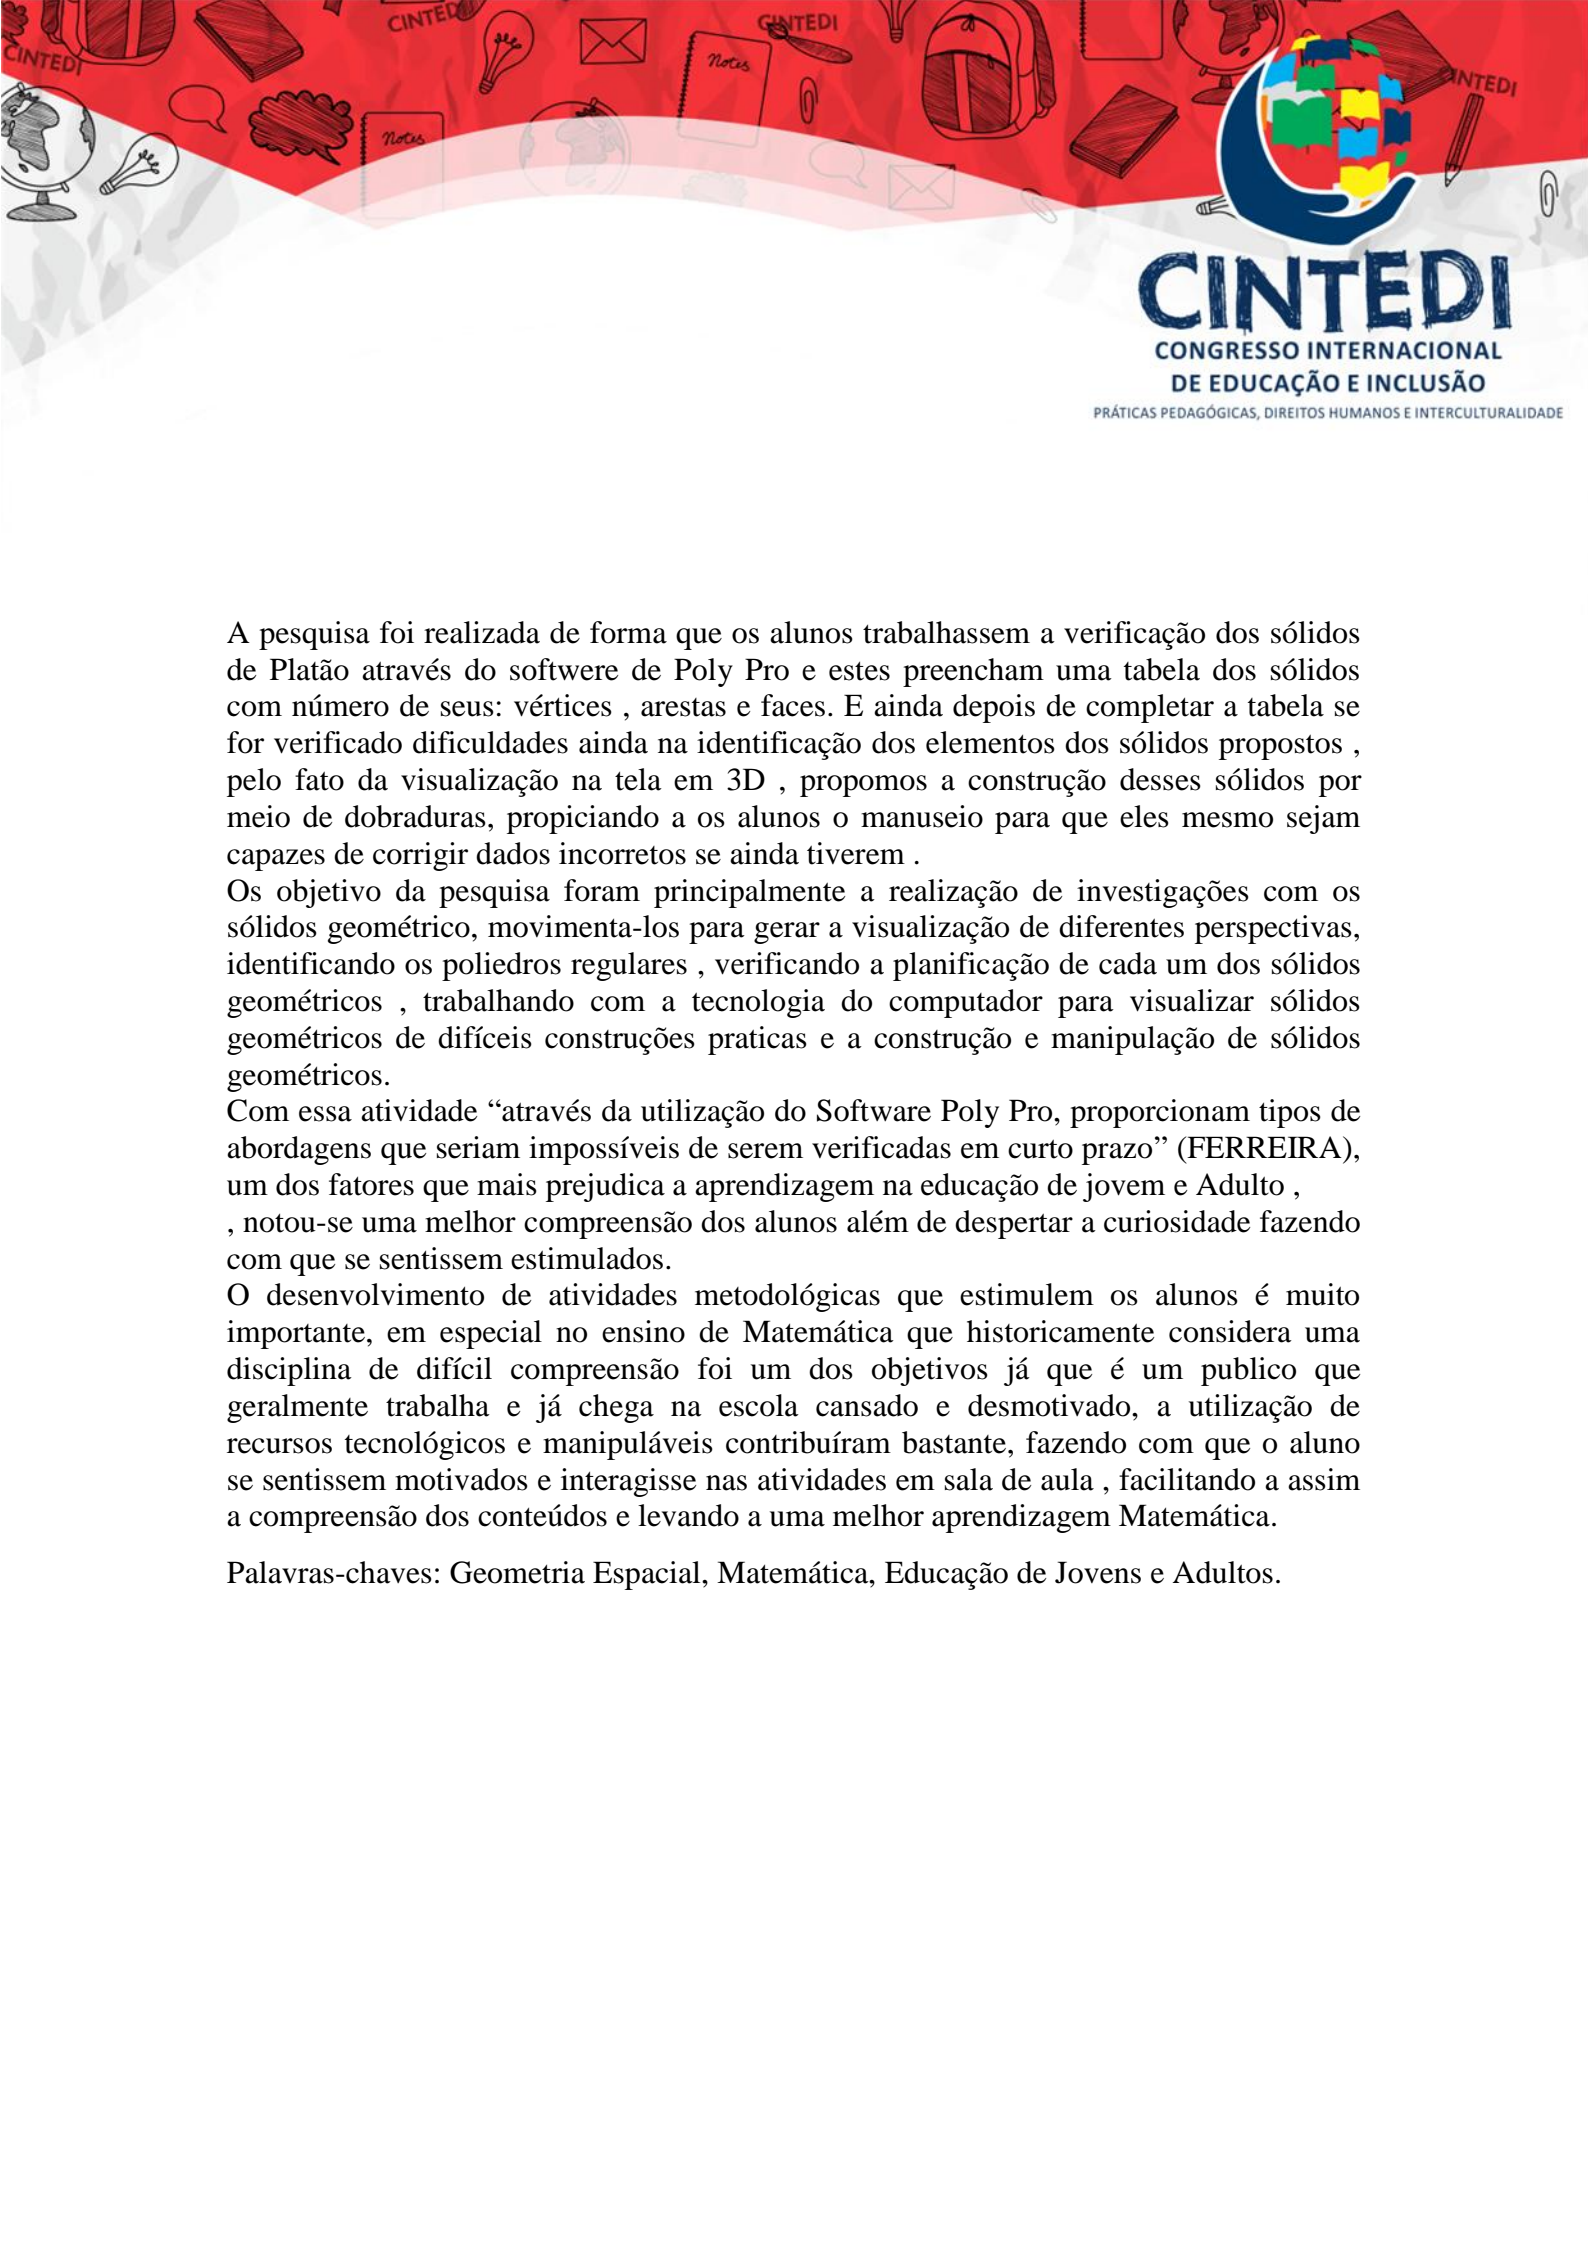 CINTEDI
CINTEDI
CINTEDI
CINTEDI
Notes
Notes
CINTEDI
CONGRESSO INTERNACIONAL
DE EDUCAÇÃO E INCLUSÃO
PRÁTICAS PEDAGÓGICAS, DIREITOS HUMANOS E INTERCULTURALIDADE
A pesquisa foi realizada de forma que os alunos trabalhassem a verificação dos sólidos
de Platão através do softwere de Poly Pro e estes preencham uma tabela dos sólidos
com número de seus: vértices , arestas e faces. E ainda depois de completar a tabela se
for verificado dificuldades ainda na identificação dos elementos dos sólidos propostos ,
pelo fato da visualização na tela em 3D , propomos a construção desses sólidos por
meio de dobraduras, propiciando a os alunos o manuseio para que eles mesmo sejam
capazes de corrigir dados incorretos se ainda tiverem .
Os objetivo da pesquisa foram principalmente a realização de investigações com os
sólidos geométrico, movimenta-los para gerar a visualização de diferentes perspectivas,
identificando os poliedros regulares , verificando a planificação de cada um dos sólidos
geométricos , trabalhando com a tecnologia do computador para visualizar sólidos
geométricos de difíceis construções praticas e a construção e manipulação de sólidos
geométricos.
Com essa atividade “através da utilização do Software Poly Pro, proporcionam tipos de
abordagens que seriam impossíveis de serem verificadas em curto prazo” (FERREIRA),
um dos fatores que mais prejudica a aprendizagem na educação de jovem e Adulto ,
, notou-se uma melhor compreensão dos alunos além de despertar a curiosidade fazendo
com que se sentissem estimulados.
O desenvolvimento de atividades metodológicas que estimulem os alunos é muito
importante, em especial no ensino de Matemática que historicamente considera uma
disciplina de difícil compreensão foi um dos objetivos já que é um publico que
geralmente trabalha e já chega na escola cansado e desmotivado, a utilização de
recursos tecnológicos e manipuláveis contribuíram bastante, fazendo com que o aluno
se sentissem motivados e interagisse nas atividades em sala de aula , facilitando a assim
a compreensão dos conteúdos e levando a uma melhor aprendizagem Matemática.
Palavras-chaves: Geometria Espacial, Matemática, Educação de Jovens e Adultos.